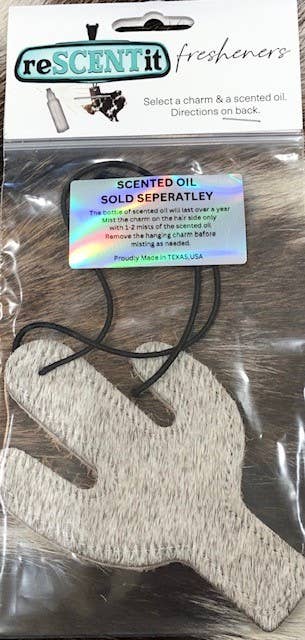 reSCENTit
fresheners
Select a charm & a scented oil.
Directions on back.
SCENTED OIL
SOLD SEPERATLEY
The bottle of scented oil will last over a year
Mist the charm on the hair side only
with 1-2 mists of the scented oil.
Remove the hanging charm before
misting as needed.
Proudly Made in TEXAS,USA